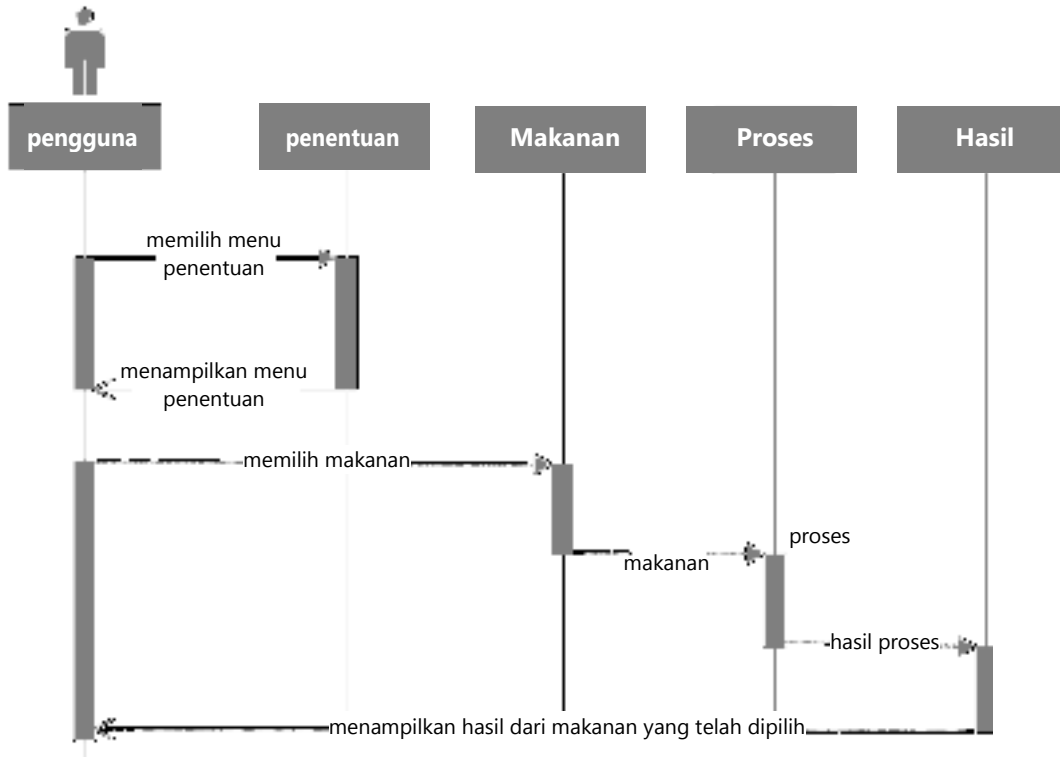 pengguna
penentuan
Makanan
Proses
Hasil
memilih menu
penentuan
menampilkan menu
penentuan
memilih makanan
proses
makanan
hasil proses
menampilkan hasil dari makanan yang telah dipilih